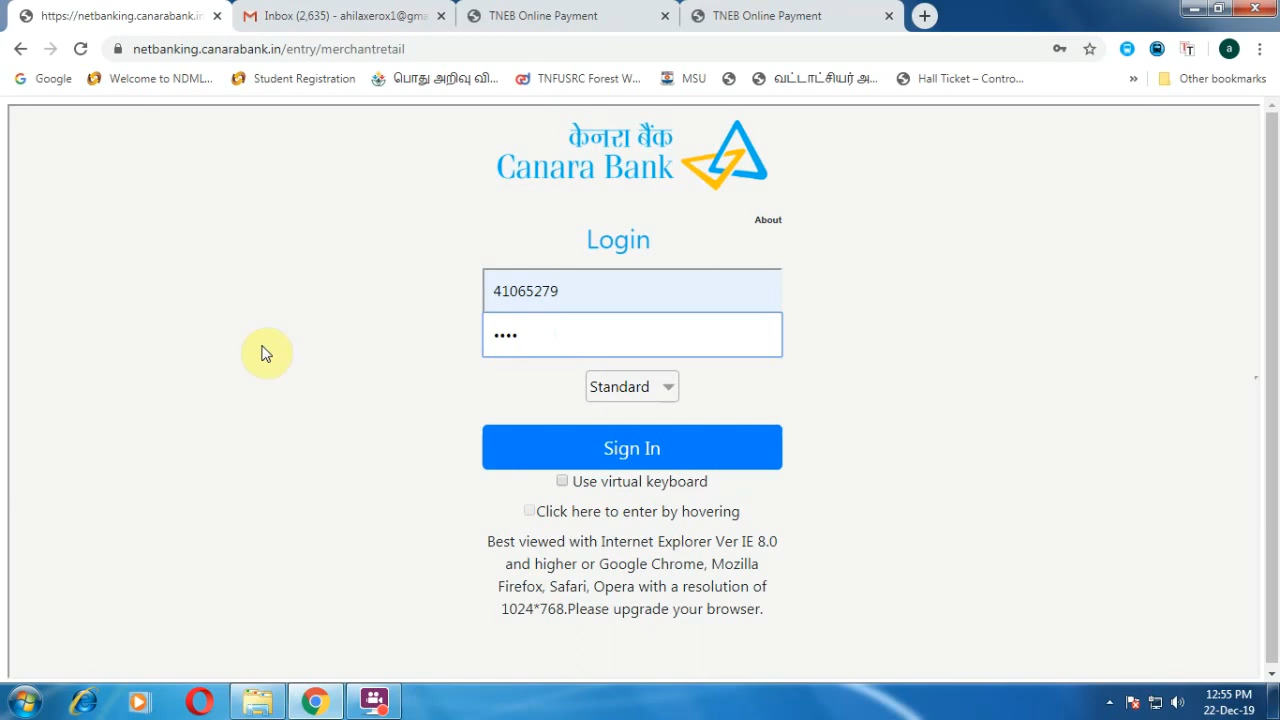 https://netbanking.canarabank.in
Inbox (2,635) - ahilaxerox1@gma
TNEB Online Payment
TNEB Online Payment
netbanking.canarabank.in/entry/merchantretail
a
Google
Welcome to NDML...
Student Registration
பொது அறிவு வி...
TNFUSRC Forest W...
MSU
வட்டாட்சியர் அ...
Hall Ticket – Contro...
»
Other bookmarks
केनरा बैंक
Canara Bank
About
Login
41065279
••••
Standard
Sign In
Use virtual keyboard
Click here to enter by hovering
Best viewed with Internet Explorer Ver IE 8.0
and higher or Google Chrome, Mozilla
Firefox, Safari, Opera with a resolution of
1024*768.Please upgrade your browser.
12:55 PM
22-Dec-19